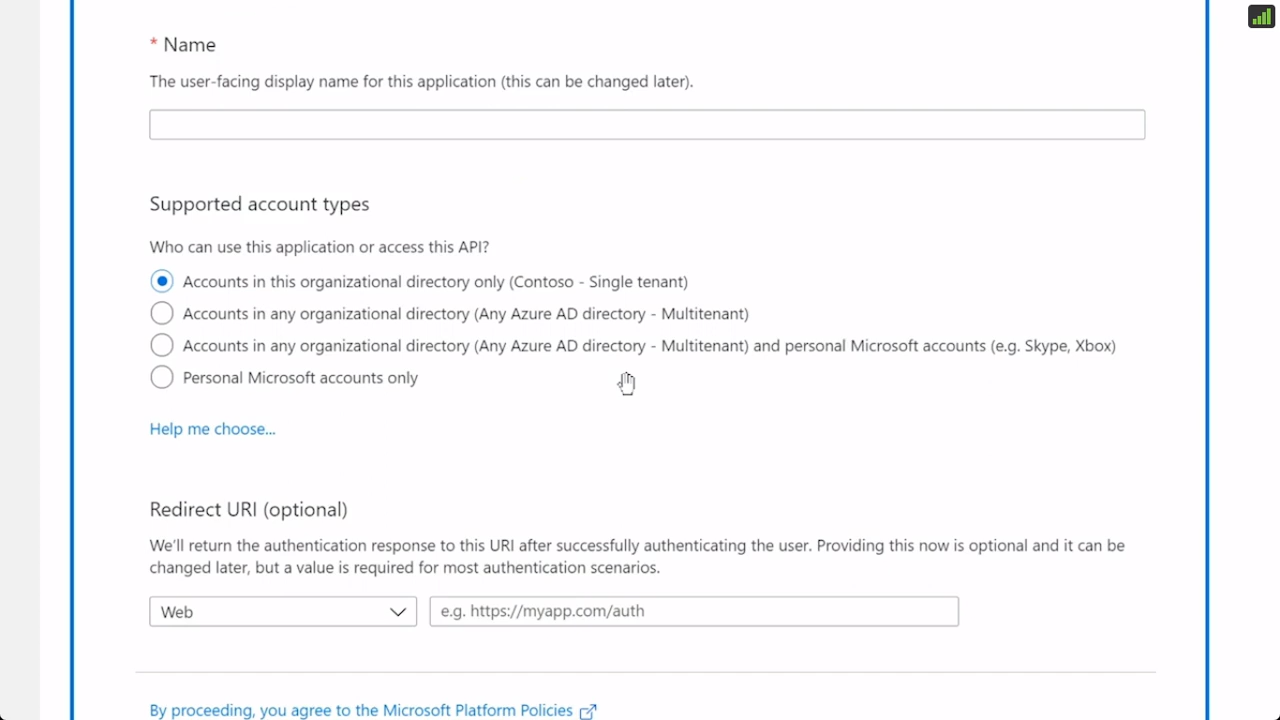 * Name
The user-facing display name for this application (this can be changed later).
Supported account types
Who can use this application or access this API?
Accounts in this organizational directory only (Contoso - Single tenant)
Accounts in any organizational directory (Any Azure AD directory - Multitenant)
Accounts in any organizational directory (Any Azure AD directory - Multitenant) and personal Microsoft accounts (e.g. Skype, Xbox)
Personal Microsoft accounts only
Help me choose...
Redirect URI (optional)
We'll return the authentication response to this URI after successfully authenticating the user. Providing this now is optional and it can be
changed later, but a value is required for most authentication scenarios.
Web
e.g. https://myapp.com/auth
By proceeding, you agree to the Microsoft Platform Policies